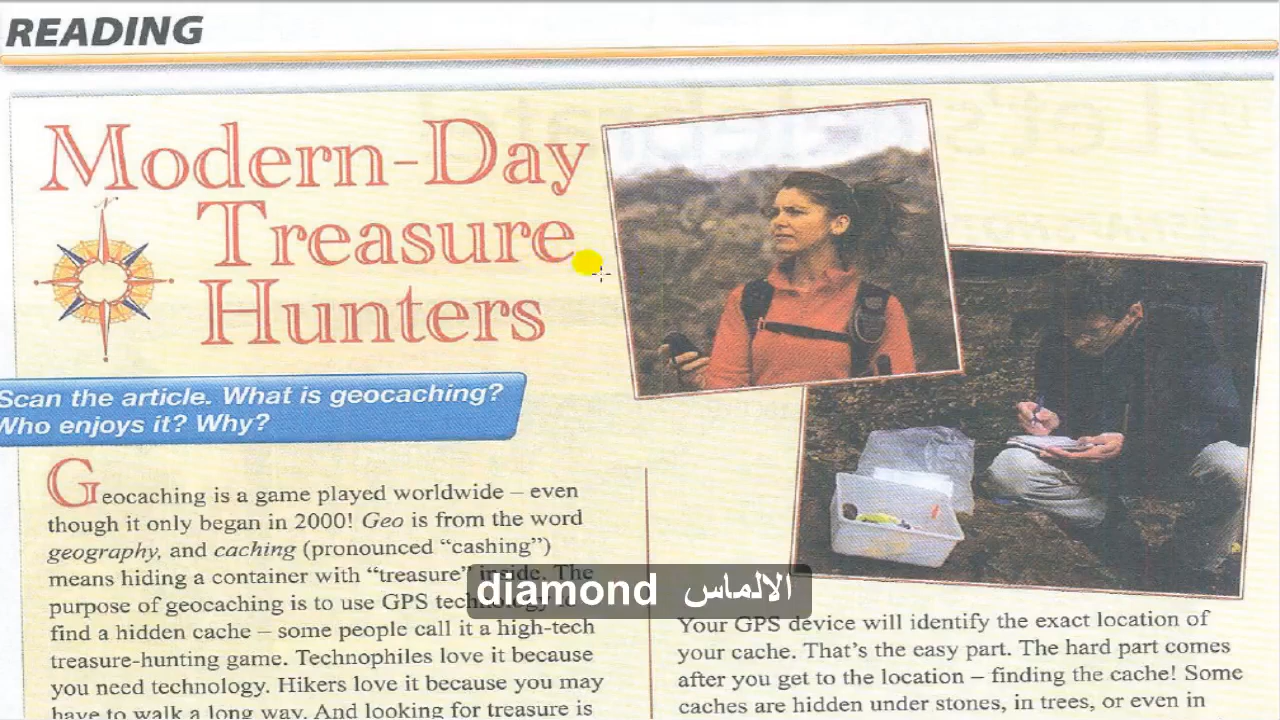 READING
Modern-Day
Treasure
Hunters
Scan the article. What is geocaching?
Who enjoys it? Why?
Geocaching is a game played worldwide – even
though it only began in 2000! Geo is from the word
geography, and caching (pronounced “cashing”)
means hiding a container with “treasure” inside. The
purpose of geocaching is to use GPS technology to
find a hidden cache – some people call it a high-tech
treasure-hunting game. Technophiles love it because
you need technology. Hikers love it because you may
have to walk a long way. And looking for treasure is
Your GPS device will identify the exact location of
your cache. That’s the easy part. The hard part comes
after you get to the location – finding the cache! Some
caches are hidden under stones, in trees, or even in
diamond الالماس